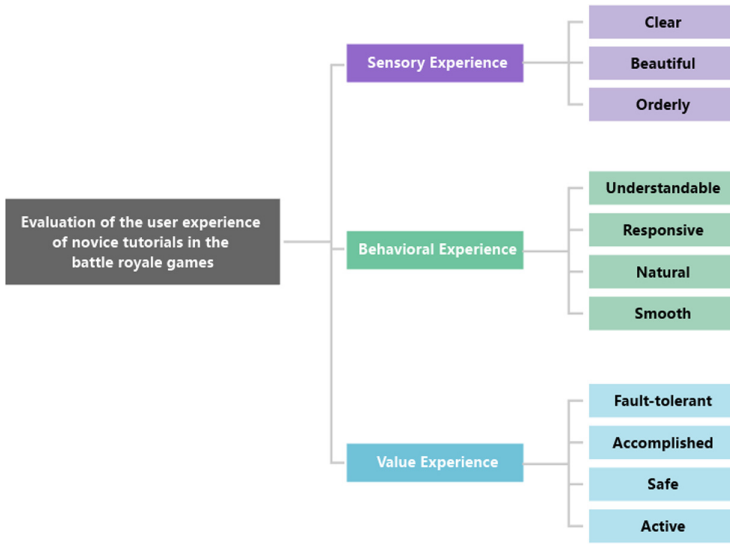 Evaluation of the user experience
of novice tutorials in the
battle royale games
Sensory Experience
Clear
Beautiful
Orderly
Behavioral Experience
Understandable
Responsive
Natural
Smooth
Value Experience
Fault-tolerant
Accomplished
Safe
Active